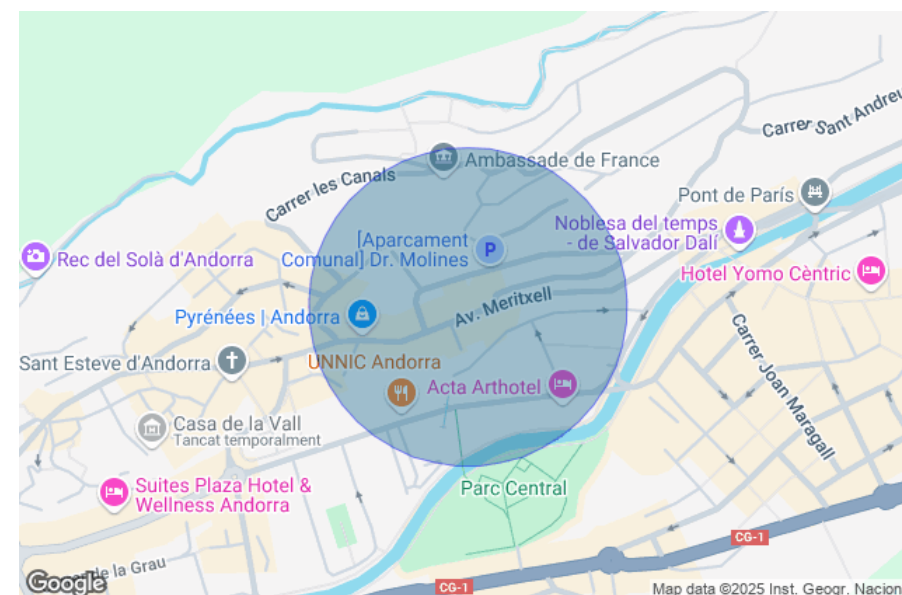 Carrer Sant Andreu
Ambassade de France
Carrer les Canals
Pont de París
Noblesa del temps
- de Salvador Dalí
[Aparcament
Comunal] Dr. Molines
P
Rec del Solà d'Andorra
Hotel Yomo Cèntric
Av. Meritxell
Pyrénées | Andorra
Sant Esteve d'Andorra
UNNIC Andorra
Acta Arthotel
Carrer Joan Maragall
Casa de la Vall
Tancat temporalment
Suites Plaza Hotel &
Wellness Andorra
Parc Central
CG-1
de la Grau
CG-1
Google
Map data ©2025 Inst. Geogr. Nacion